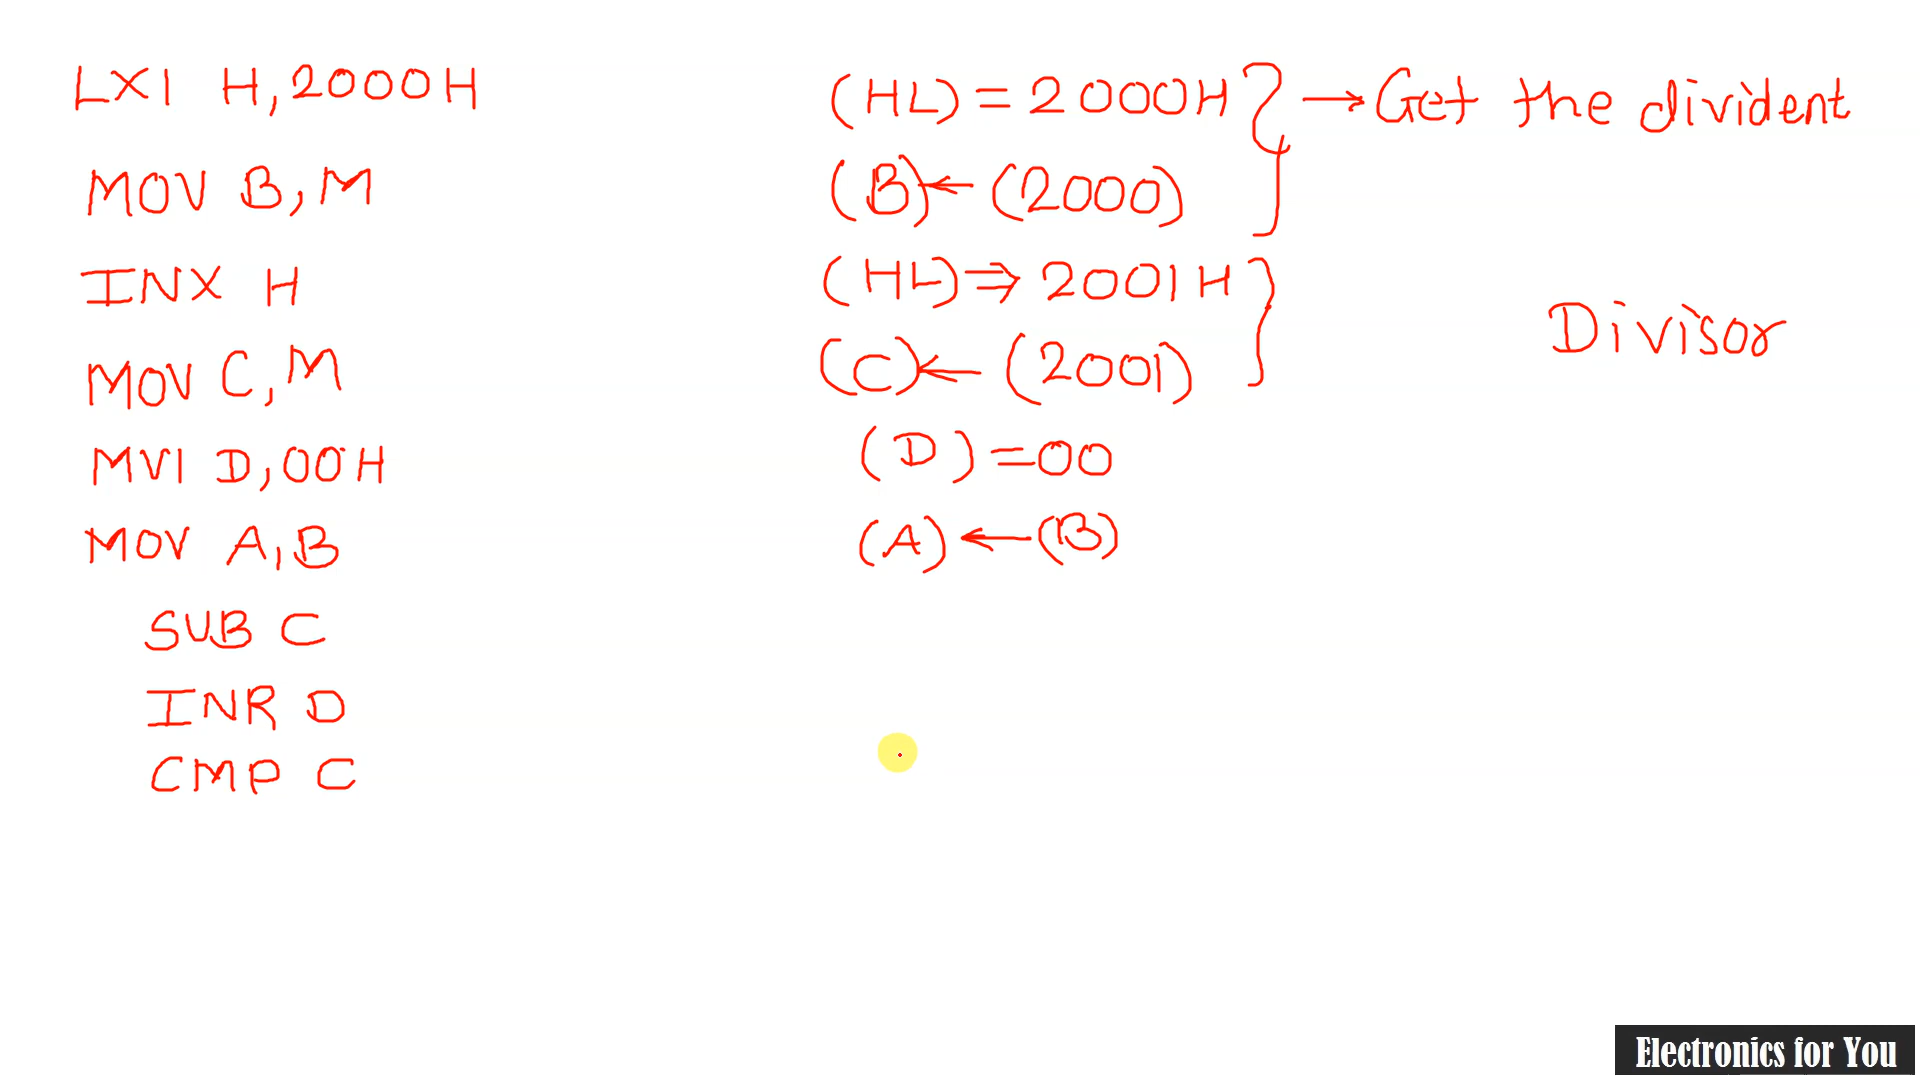 LXI H, 2000H (HL) = 2000H → Get the divident
MOV B, M (B) ← (2000)
INX H (HL) ⇒ 2001H
Divisor
MOV C, M (C) ← (2001)
MVI D, 00H (D) = 00
MOV A, B (A) ← (B)
SUB C
INR D
CMP C
Electronics for You